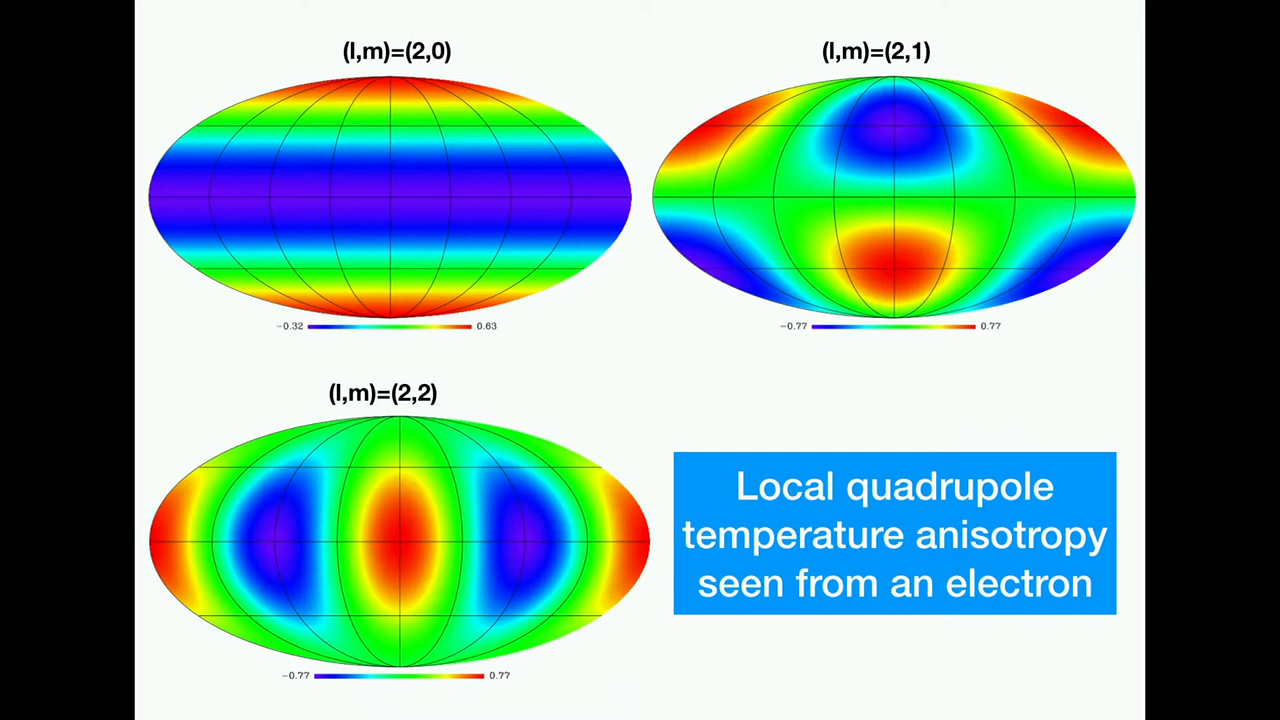 (l,m)=(2,0)
(l,m)=(2,1)
−0.32
0.63
−0.77
0.77
(l,m)=(2,2)
−0.77
0.77
Local quadrupole
temperature anisotropy
seen from an electron